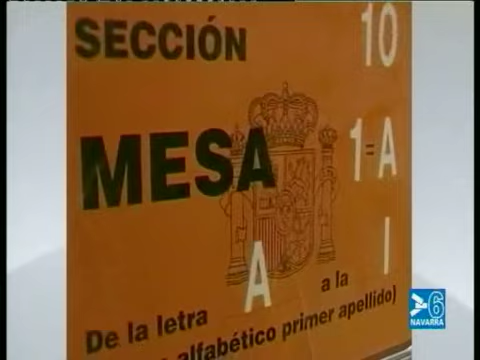 SECCIÓN 10
MESA 1=A
De la letra A a la I
alfabético primer apellido)
6
NAVARRA